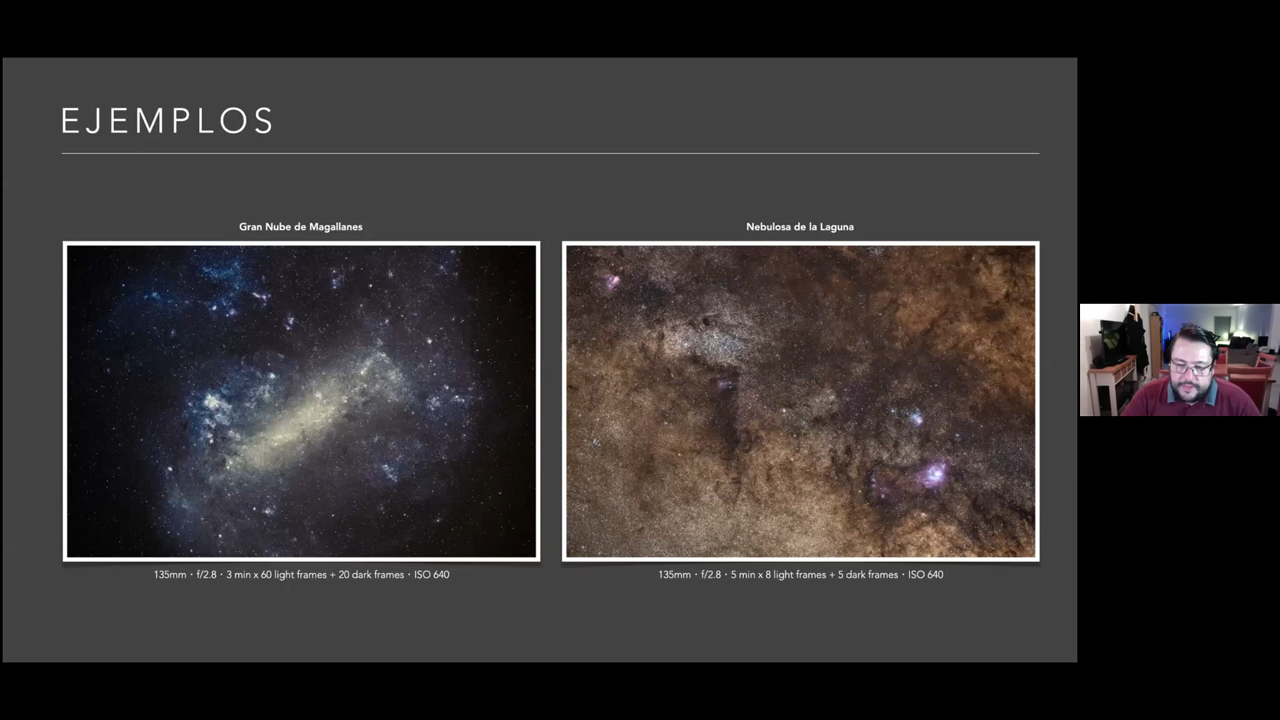 EJEMPLOS
Gran Nube de Magallanes
Nebulosa de la Laguna
135mm · f/2.8 · 3 min x 60 light frames + 20 dark frames · ISO 640
135mm · f/2.8 · 5 min x 8 light frames + 5 dark frames · ISO 640